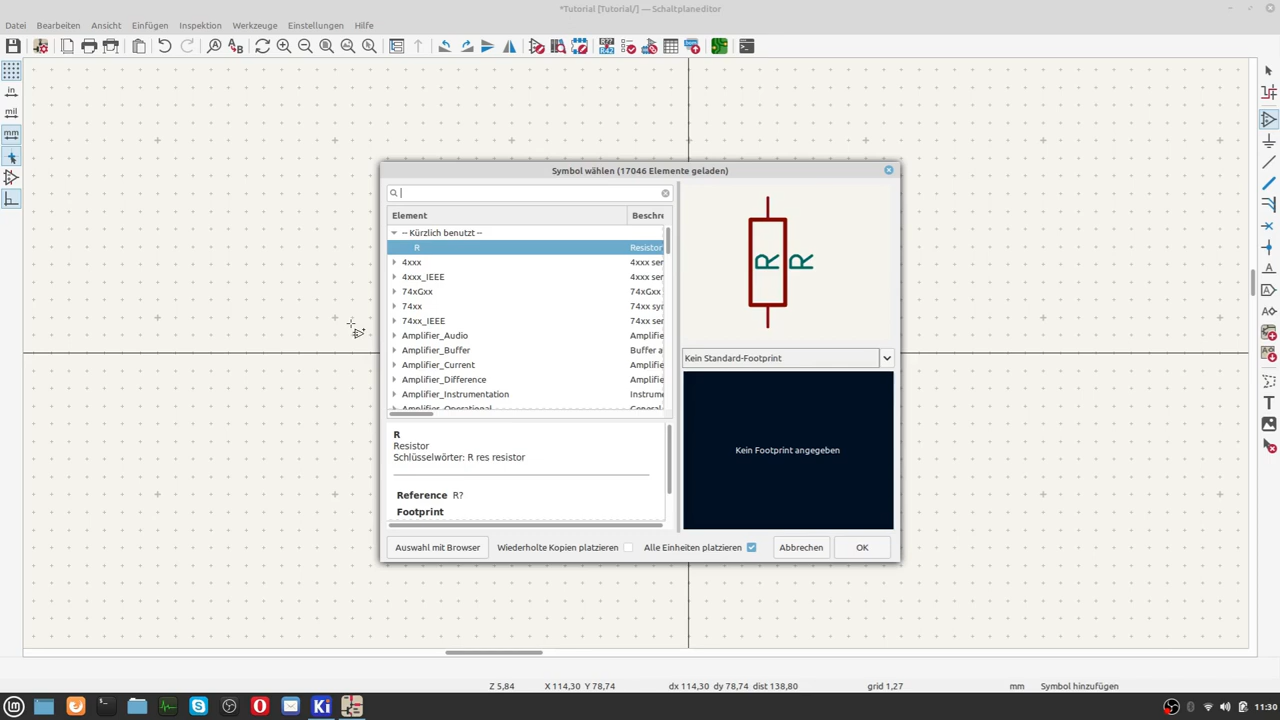 *Tutorial [Tutorial/] — Schaltplaneditor
Datei Bearbeiten Ansicht Einfügen Inspektion Werkzeuge Einstellungen Hilfe
in
mil
mm
Symbol wählen (17046 Elemente geladen)
Element Beschre
-- Kürzlich benutzt --
R Resistor
4xxx 4xxx ser
4xxx_IEEE 4xxx ser
74xGxx 74xGxx
74xx 74xx syr
74xx_IEEE 74xx ser
Amplifier_Audio Amplifie
Amplifier_Buffer Buffer a
Amplifier_Current Amplifie
Amplifier_Difference Amplifie
Amplifier_Instrumentation Instrume
Amplifier_Operational General
R R
Kein Standard-Footprint
Kein Footprint angegeben
R
Resistor
Schlüsselwörter: R res resistor
Reference R?
Footprint
Auswahl mit Browser Wiederholte Kopien platzieren Alle Einheiten platzieren Abbrechen OK
Z 5,84 X 114,30 Y 78,74 dx 114,30 dy 78,74 dist 138,80 grid 1,27 mm Symbol hinzufügen
Ki 11:30